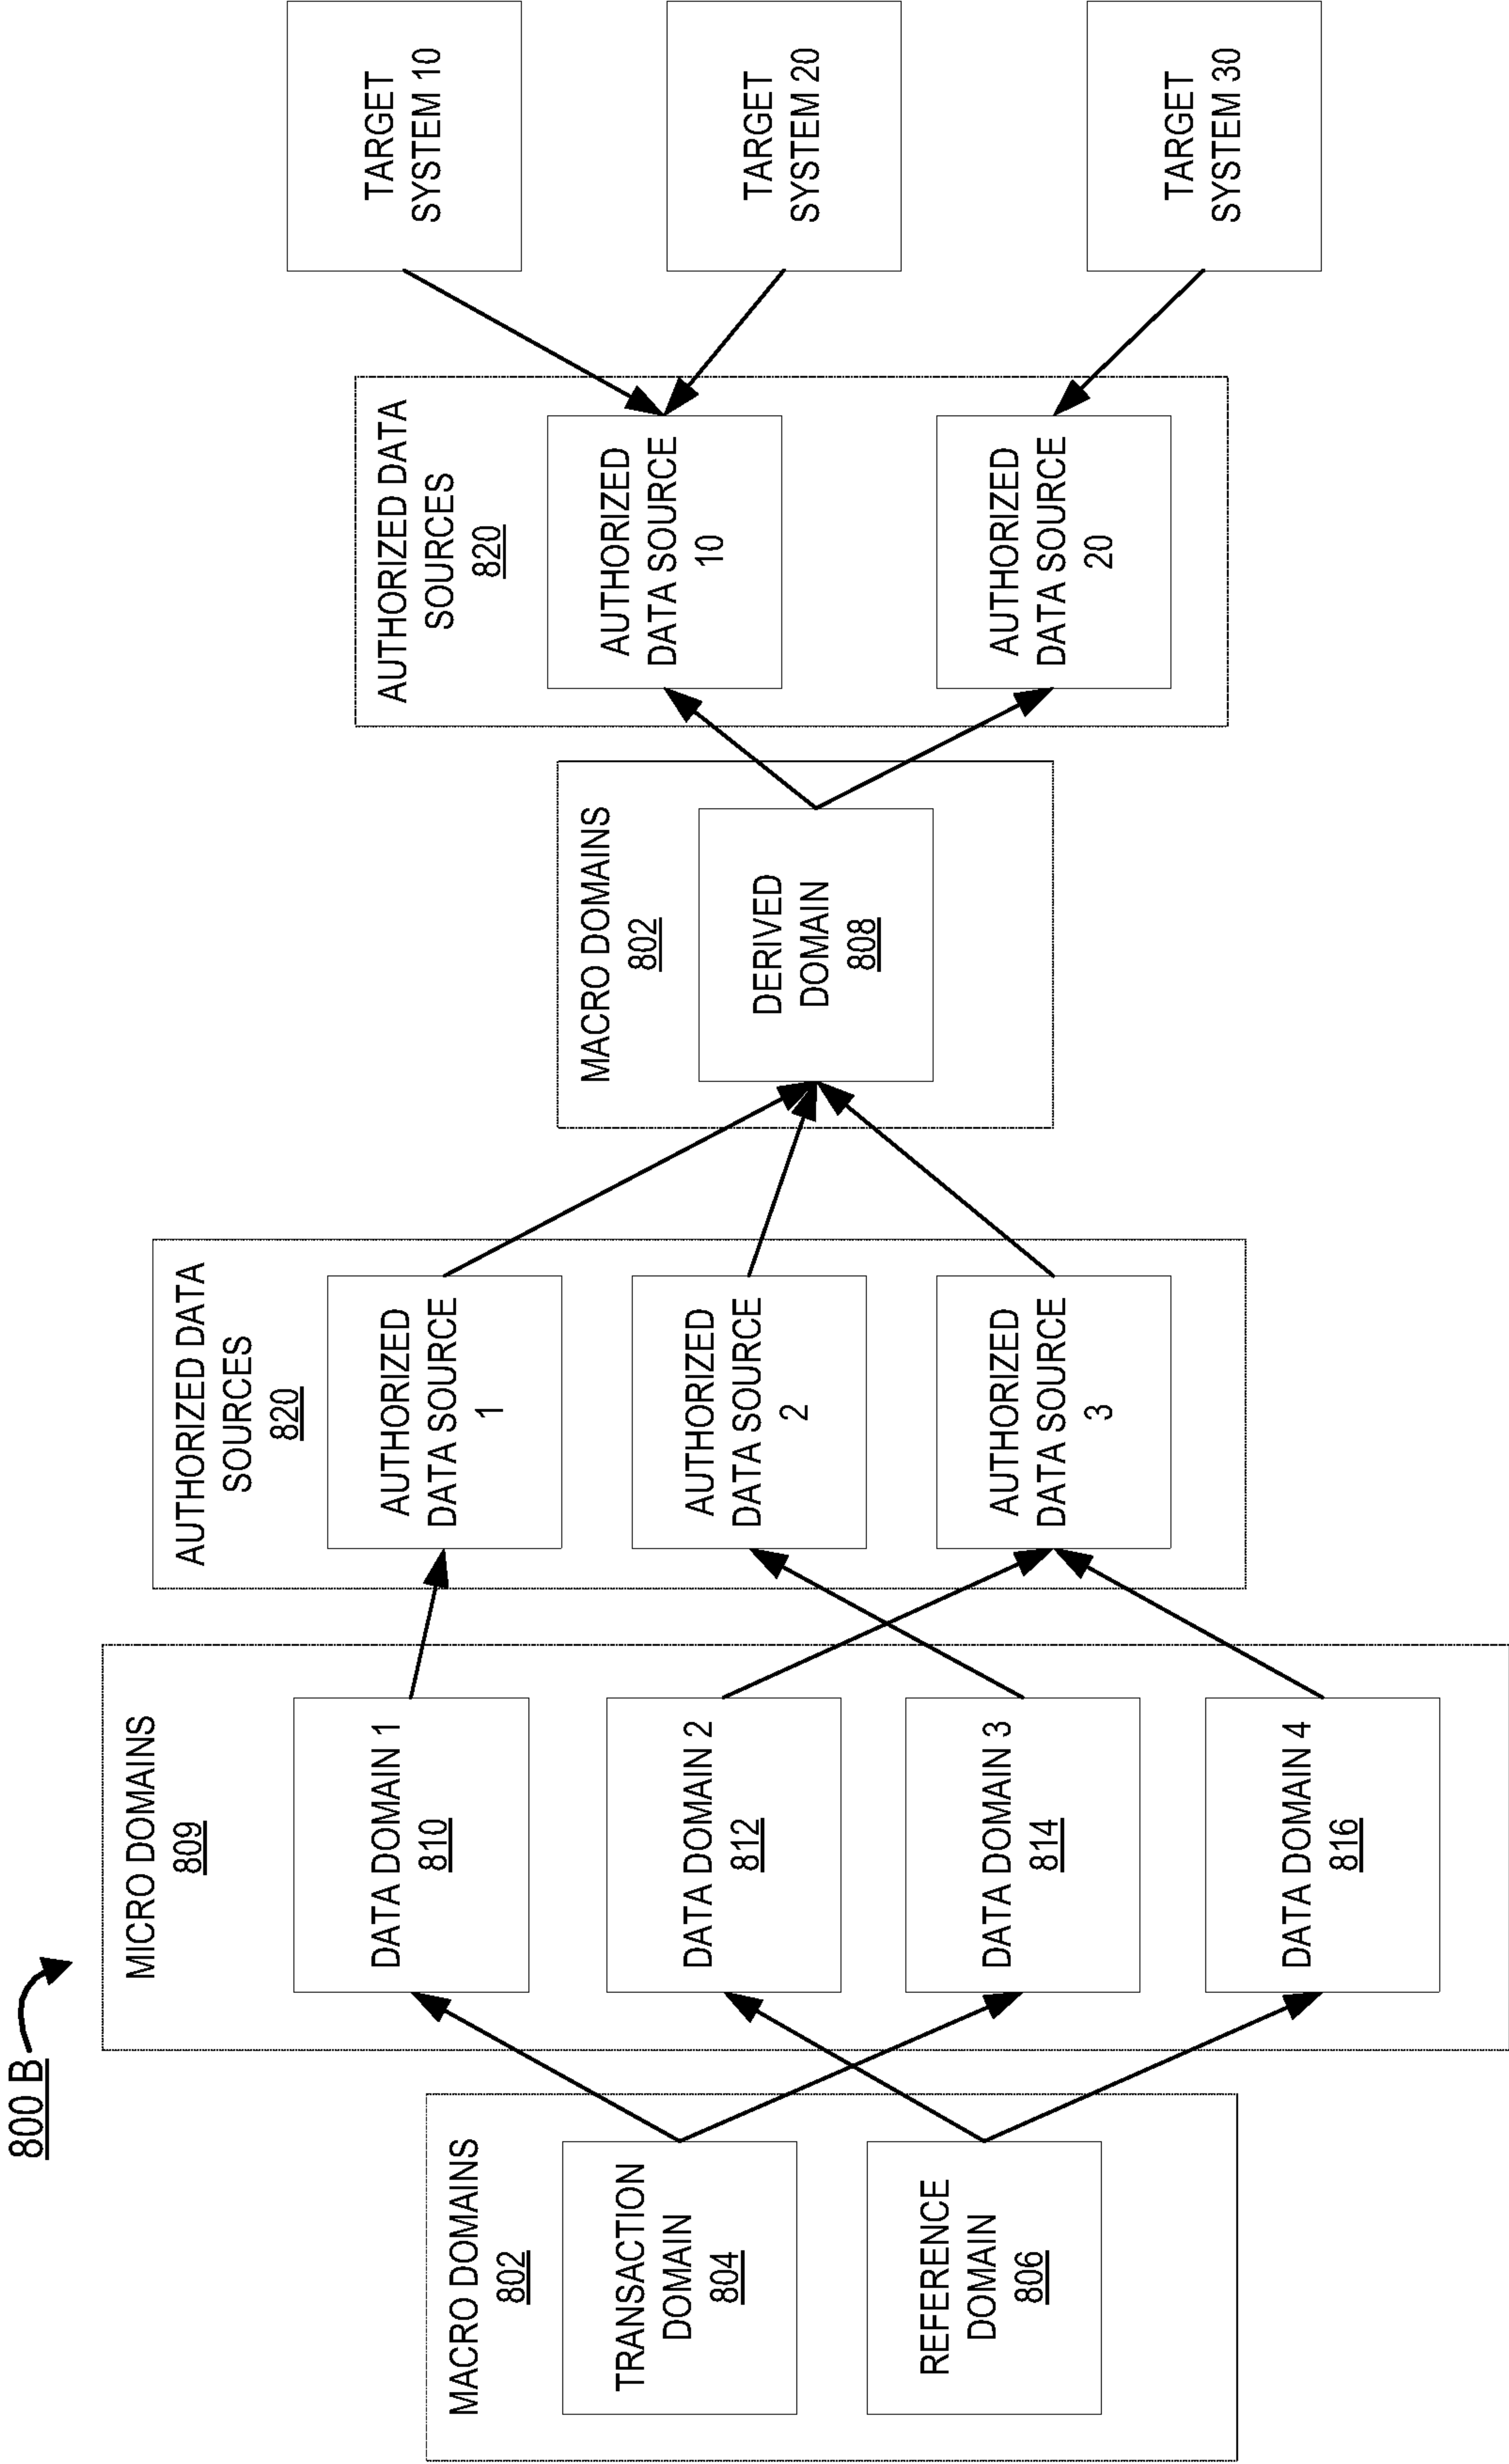 800 B
MACRO DOMAINS
802
TRANSACTION
DOMAIN
804
REFERENCE
DOMAIN
806
MICRO DOMAINS
809
DATA DOMAIN 1
810
DATA DOMAIN 2
812
DATA DOMAIN 3
814
DATA DOMAIN 4
816
AUTHORIZED DATA
SOURCES
820
AUTHORIZED
DATA SOURCE
1
AUTHORIZED
DATA SOURCE
2
AUTHORIZED
DATA SOURCE
3
MACRO DOMAINS
802
DERIVED
DOMAIN
808
AUTHORIZED DATA
SOURCES
820
AUTHORIZED
DATA SOURCE
10
AUTHORIZED
DATA SOURCE
20
TARGET
SYSTEM 10
TARGET
SYSTEM 20
TARGET
SYSTEM 30